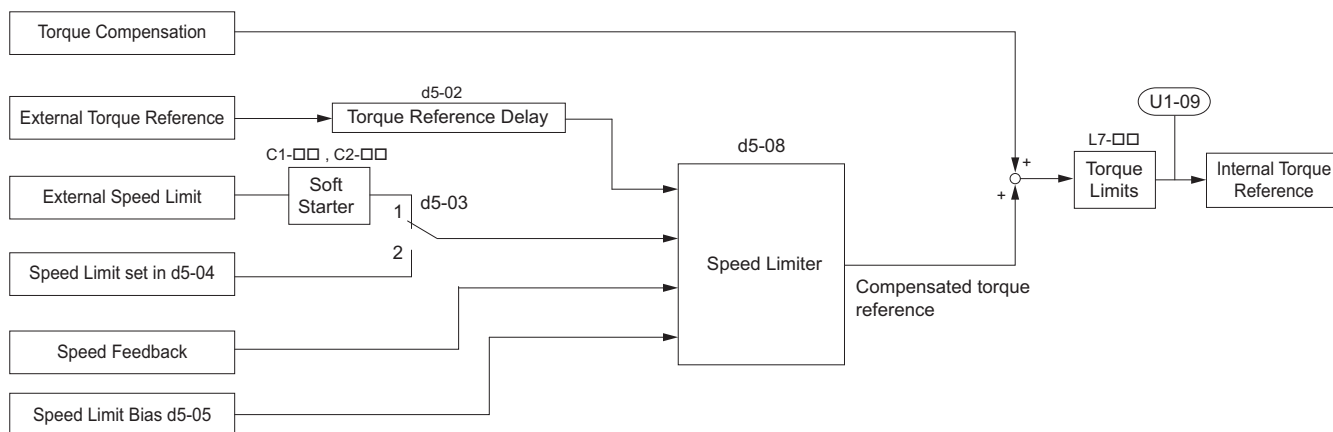 Torque Compensation
External Torque Reference
d5-02
Torque Reference Delay
C1-□□ , C2-□□
External Speed Limit
Soft
Starter
1
d5-03
2
Speed Limit set in d5-04
Speed Feedback
Speed Limit Bias d5-05
d5-08
Speed Limiter
Compensated torque
reference
+
+
L7-□□
Torque
Limits
U1-09
Internal Torque
Reference